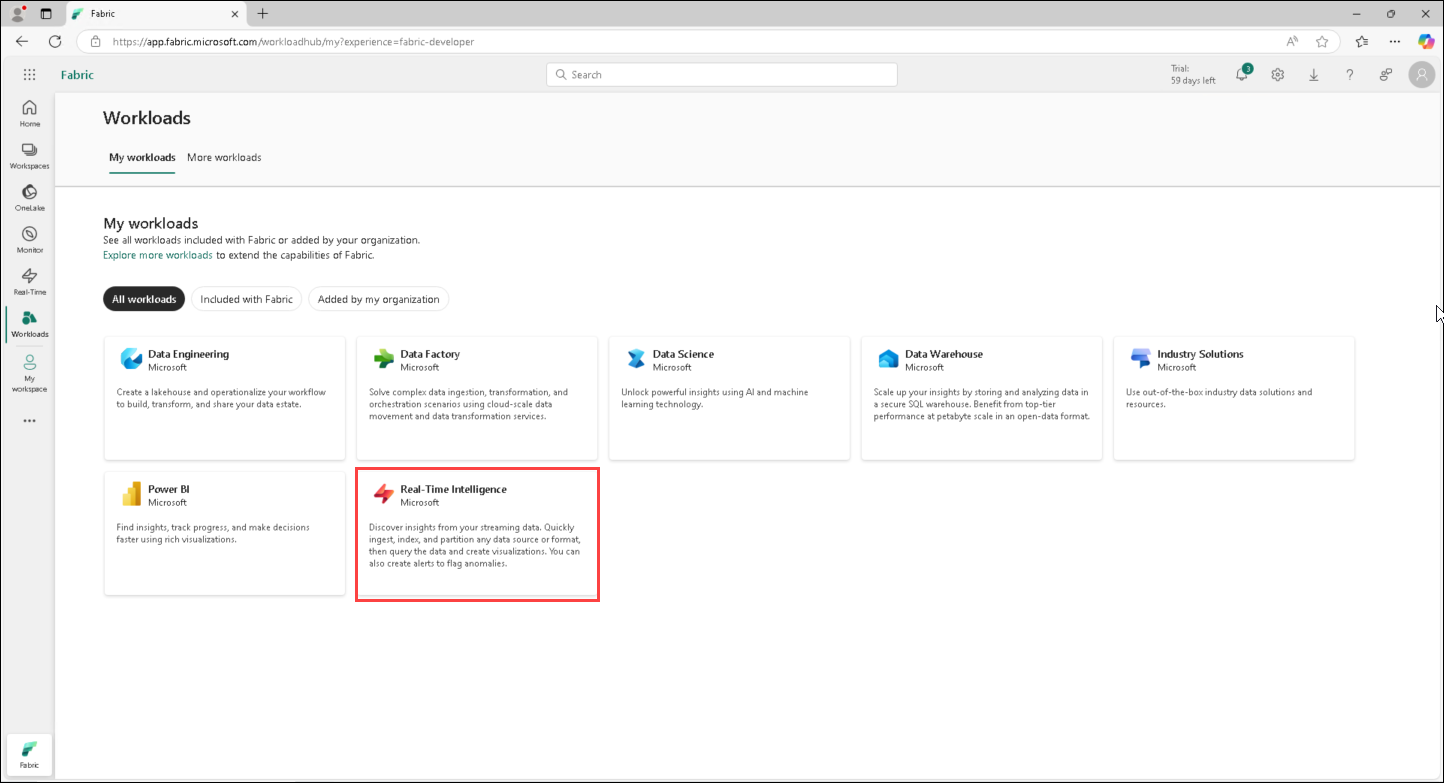 Fabric
https://app.fabric.microsoft.com/workloadhub/my?experience=fabric-developer
Fabric
Search
Trial:
59 days left
3
Home
Workspaces
OneLake
Monitor
Real-Time
Workloads
My
workspace
Fabric
Workloads
My workloads
More workloads
My workloads
See all workloads included with Fabric or added by your organization.
Explore more workloads to extend the capabilities of Fabric.
All workloads
Included with Fabric
Added by my organization
Data Engineering
Microsoft
Create a lakehouse and operationalize your workflow
to build, transform, and share your data estate.
Data Factory
Microsoft
Solve complex data ingestion, transformation, and
orchestration scenarios using cloud-scale data
movement and data transformation services.
Data Science
Microsoft
Unlock powerful insights using AI and machine
learning technology.
Data Warehouse
Microsoft
Scale up your insights by storing and analyzing data in
a secure SQL warehouse. Benefit from top-tier
performance at petabyte scale in an open-data format.
Industry Solutions
Microsoft
Use out-of-the-box industry data solutions and
resources.
Power BI
Microsoft
Find insights, track progress, and make decisions
faster using rich visualizations.
Real-Time Intelligence
Microsoft
Discover insights from your streaming data. Quickly
ingest, index, and partition any data source or format,
then query the data and create visualizations. You can
also create alerts to flag anomalies.